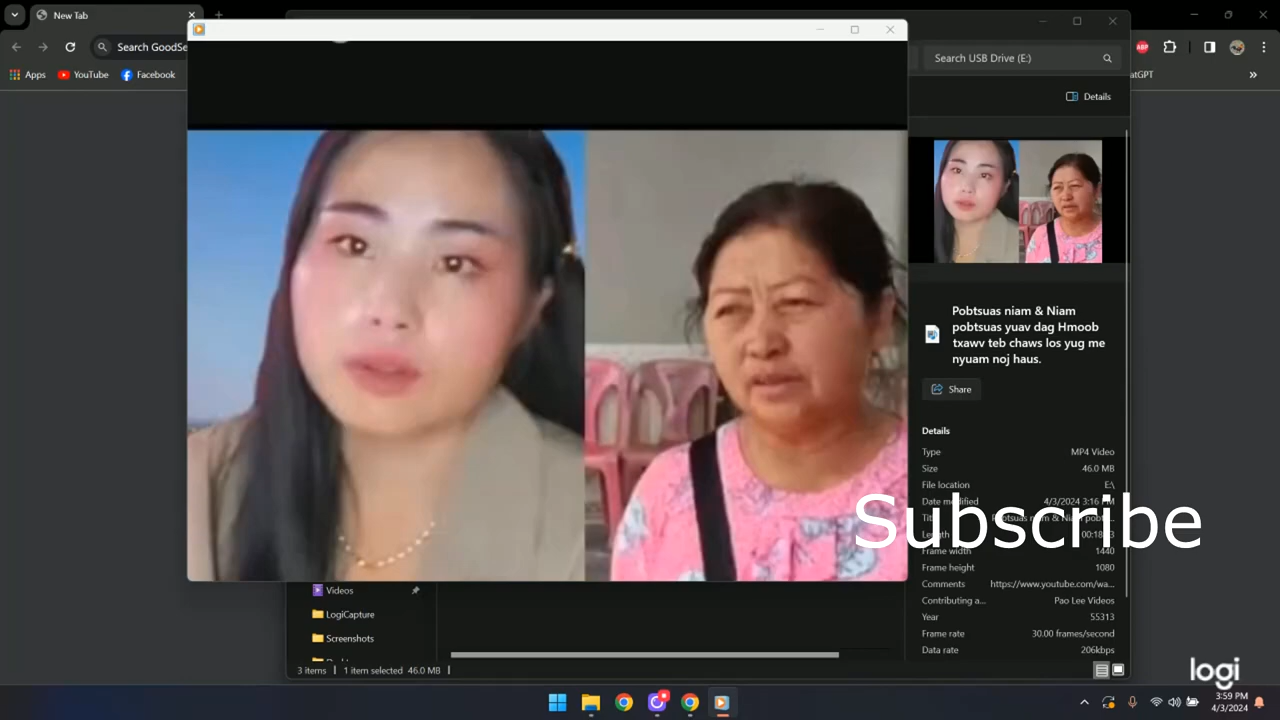 New Tab
Search GoodSe
Search USB Drive (E:)
ABP
Apps
YouTube
Facebook
atGPT
Details
Pobtsuas niam & Niam
pobtsuas yuav dag Hmoob
txawv teb chaws los yug me
nyuam noj haus.
Share
Details
Type MP4 Video
Size 46.0 MB
File location E:\
Date modified 4/3/2024 3:16 PM
Subscribe
Frame width 1440
Frame height 1080
Comments https://www.youtube.com/wa...
Contributing a... Pao Lee Videos
Year 55313
Frame rate 30.00 frames/second
Data rate 206kbps
Videos
LogiCapture
Screenshots
3 items
1 item selected 46.0 MB
logi
3:59 PM
4/3/2024